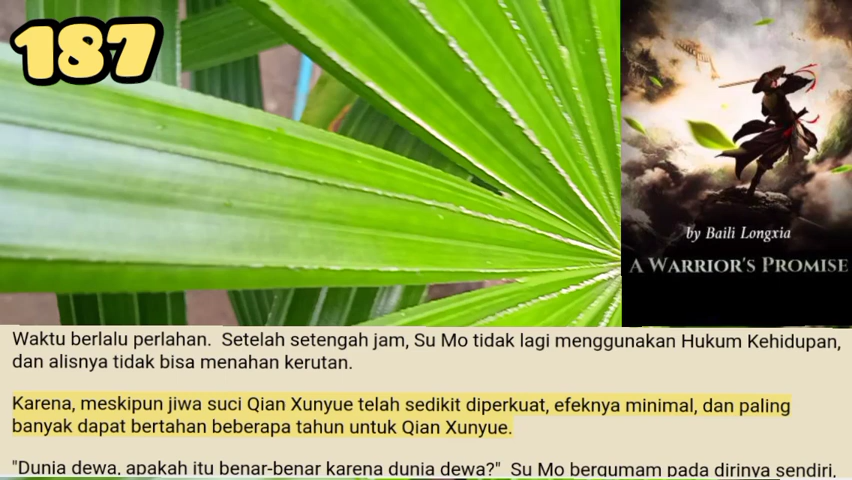 187
by Baili Longxia
A WARRIOR'S PROMISE
Waktu berlalu perlahan.  Setelah setengah jam, Su Mo tidak lagi menggunakan Hukum Kehidupan,
dan alisnya tidak bisa menahan kerutan.
Karena, meskipun jiwa suci Qian Xunyue telah sedikit diperkuat, efeknya minimal, dan paling
banyak dapat bertahan beberapa tahun untuk Qian Xunyue.
"Dunia dewa, apakah itu benar-benar karena dunia dewa?"  Su Mo bergumam pada dirinya sendiri.